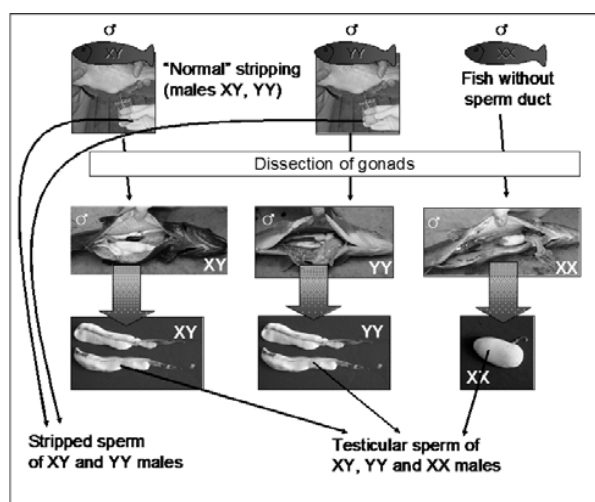 ♂ ♂ ♂
XY YY XX
"Normal" stripping
(males XY, YY)
Fish without
sperm duct
Dissection of gonads
♂ XY
♂ YY
♂ XX
XY
YY
XX
Stripped sperm
of XY and YY males
Testicular sperm of
XY, YY and XX males